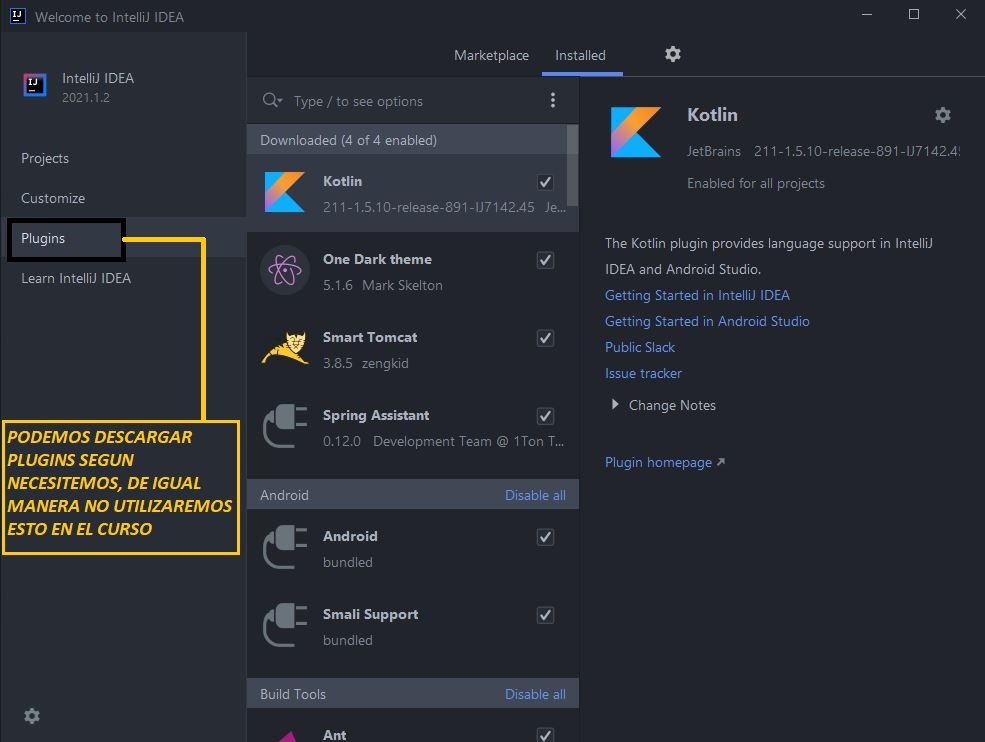 Welcome to IntelliJ IDEA
IntelliJ IDEA
2021.1.2
Projects
Customize
Plugins
Learn IntelliJ IDEA
PODEMOS DESCARGAR
PLUGINS SEGUN
NECESITEMOS, DE IGUAL
MANERA NO UTILIZAREMOS
ESTO EN EL CURSO
Marketplace Installed
Type / to see options
Downloaded (4 of 4 enabled)
Kotlin
211-1.5.10-release-891-IJ7142.45 Je...
One Dark theme
5.1.6 Mark Skelton
Smart Tomcat
3.8.5 zengkid
Spring Assistant
0.12.0 Development Team @ 1Ton T...
Android Disable all
Android
bundled
Smali Support
bundled
Build Tools Disable all
Ant
Kotlin
JetBrains 211-1.5.10-release-891-IJ7142.4
Enabled for all projects
The Kotlin plugin provides language support in IntelliJ
IDEA and Android Studio.
Getting Started in IntelliJ IDEA
Getting Started in Android Studio
Public Slack
Issue tracker
Change Notes
Plugin homepage